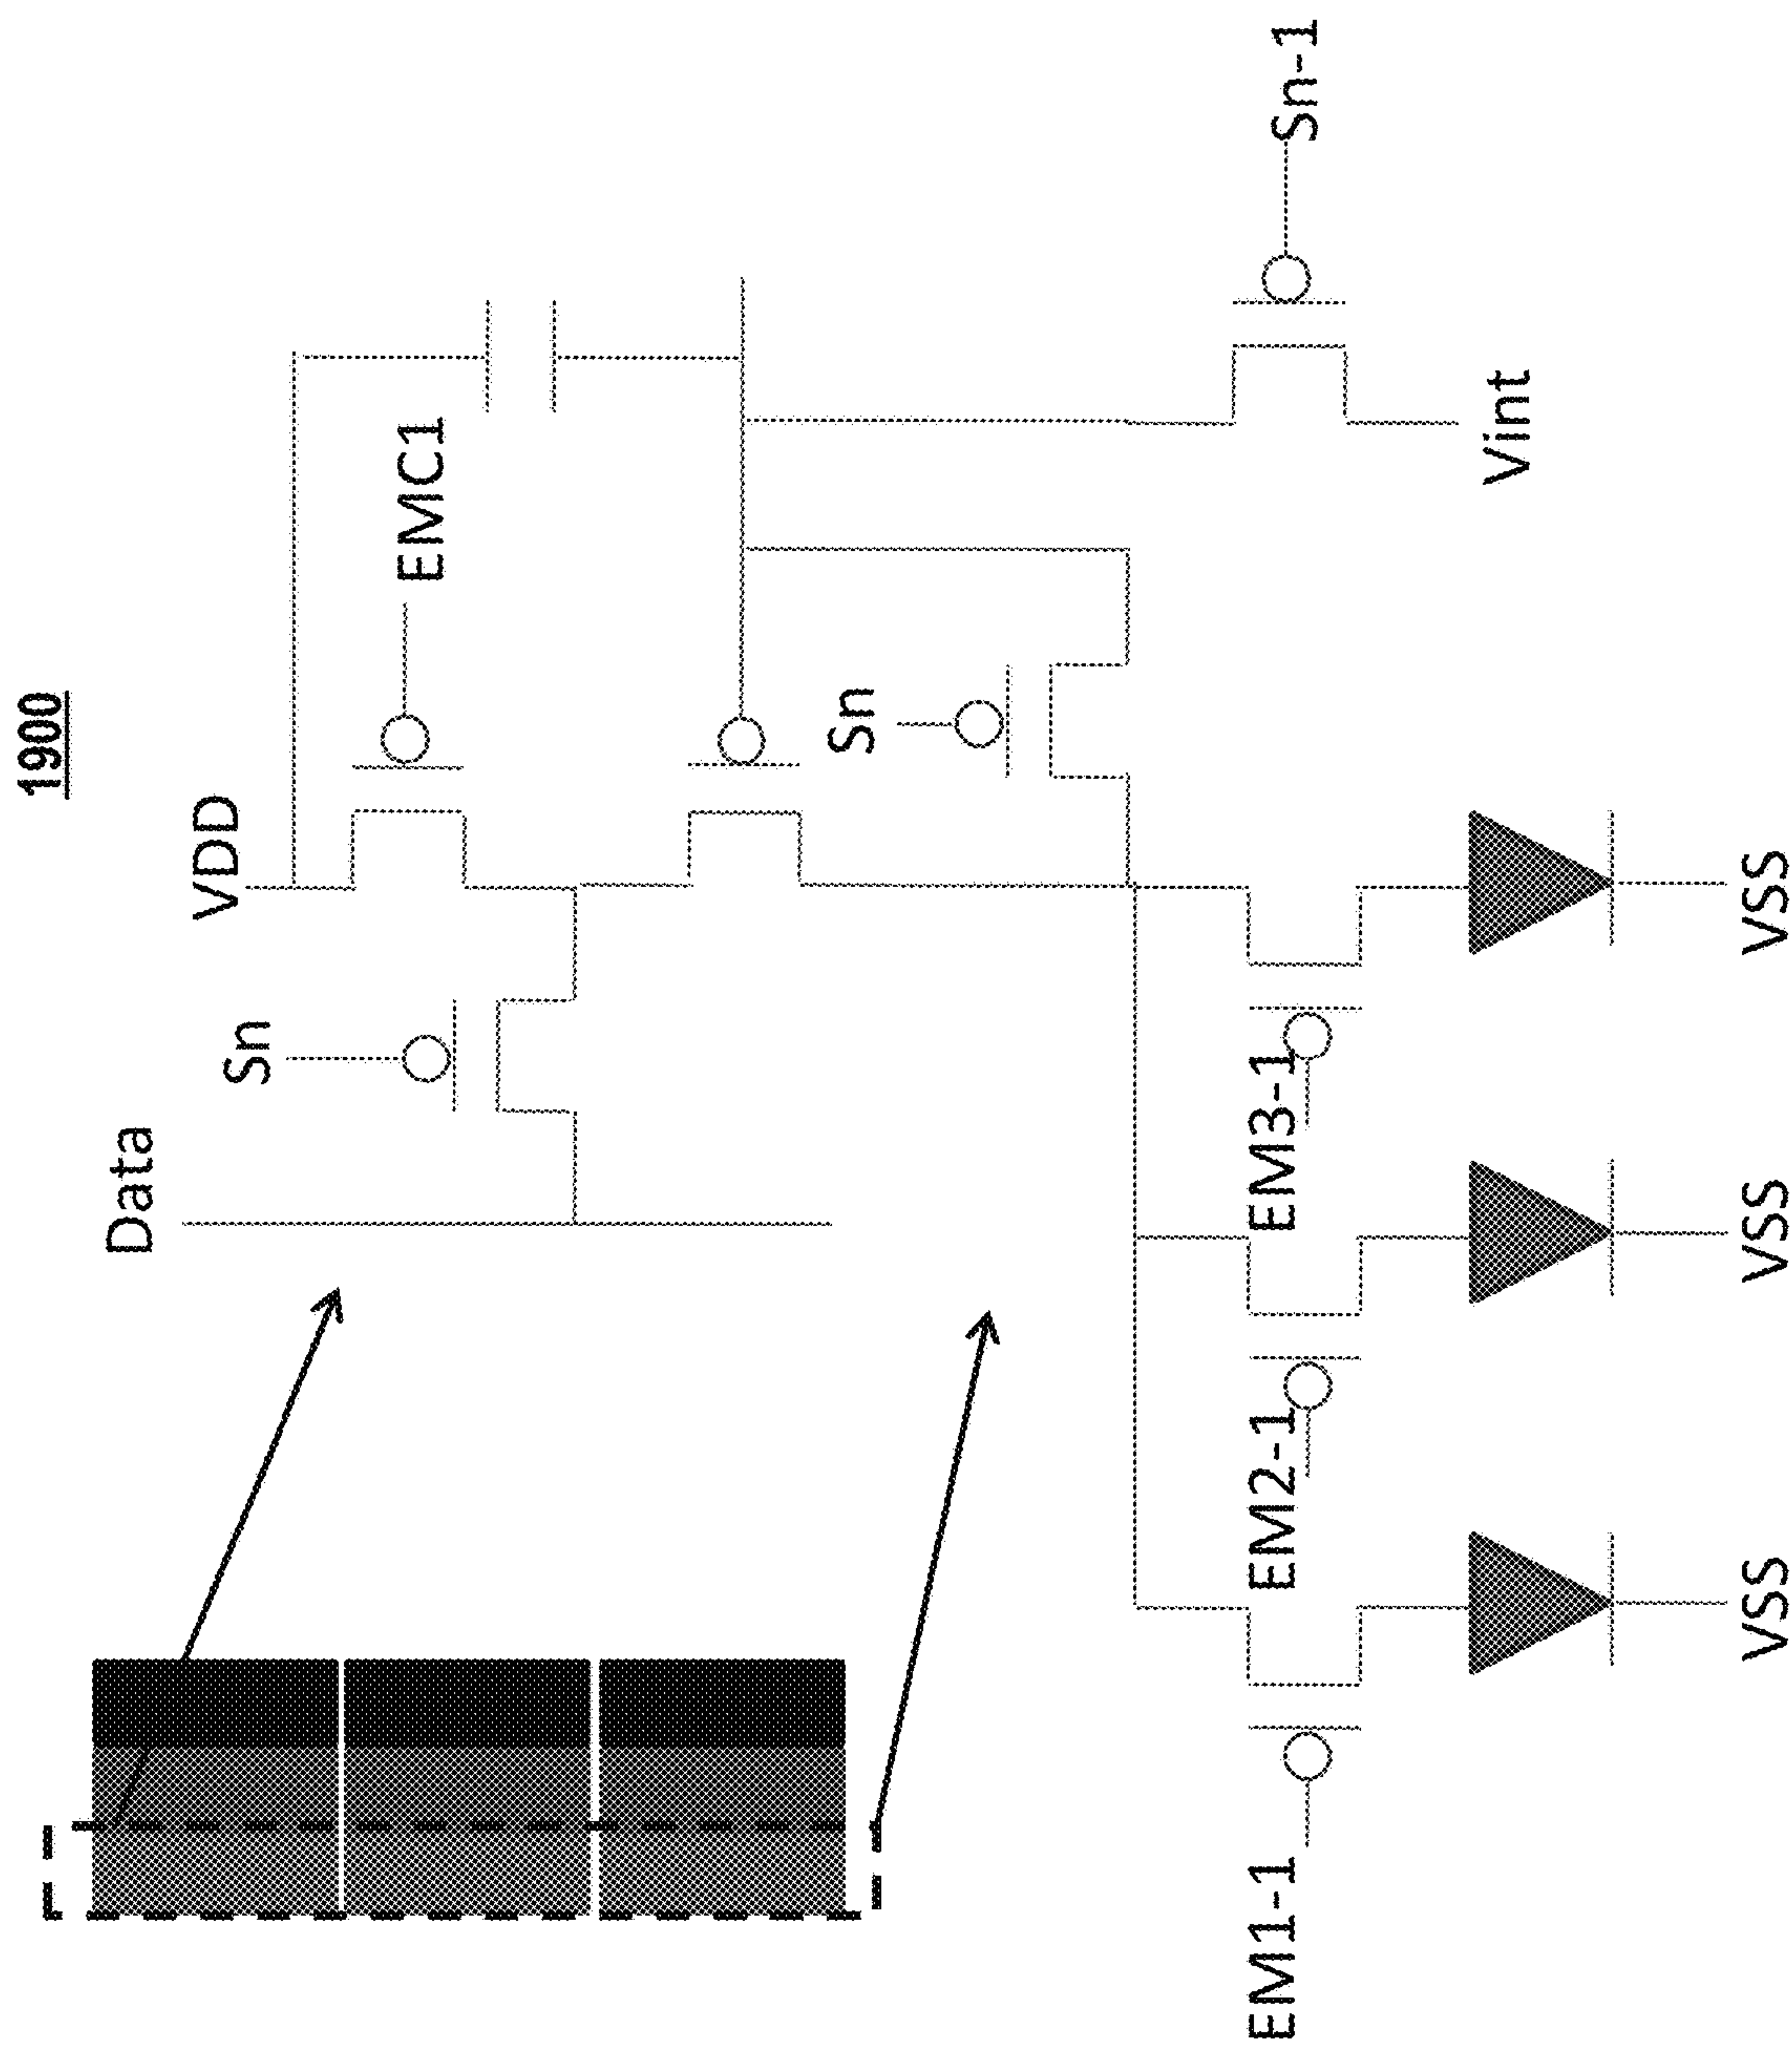 1900
Data
Sn
VDD
EMC1
Sn
Sn-1
Vint
EM1-1
EM2-1
EM3-1
VSS
VSS
VSS